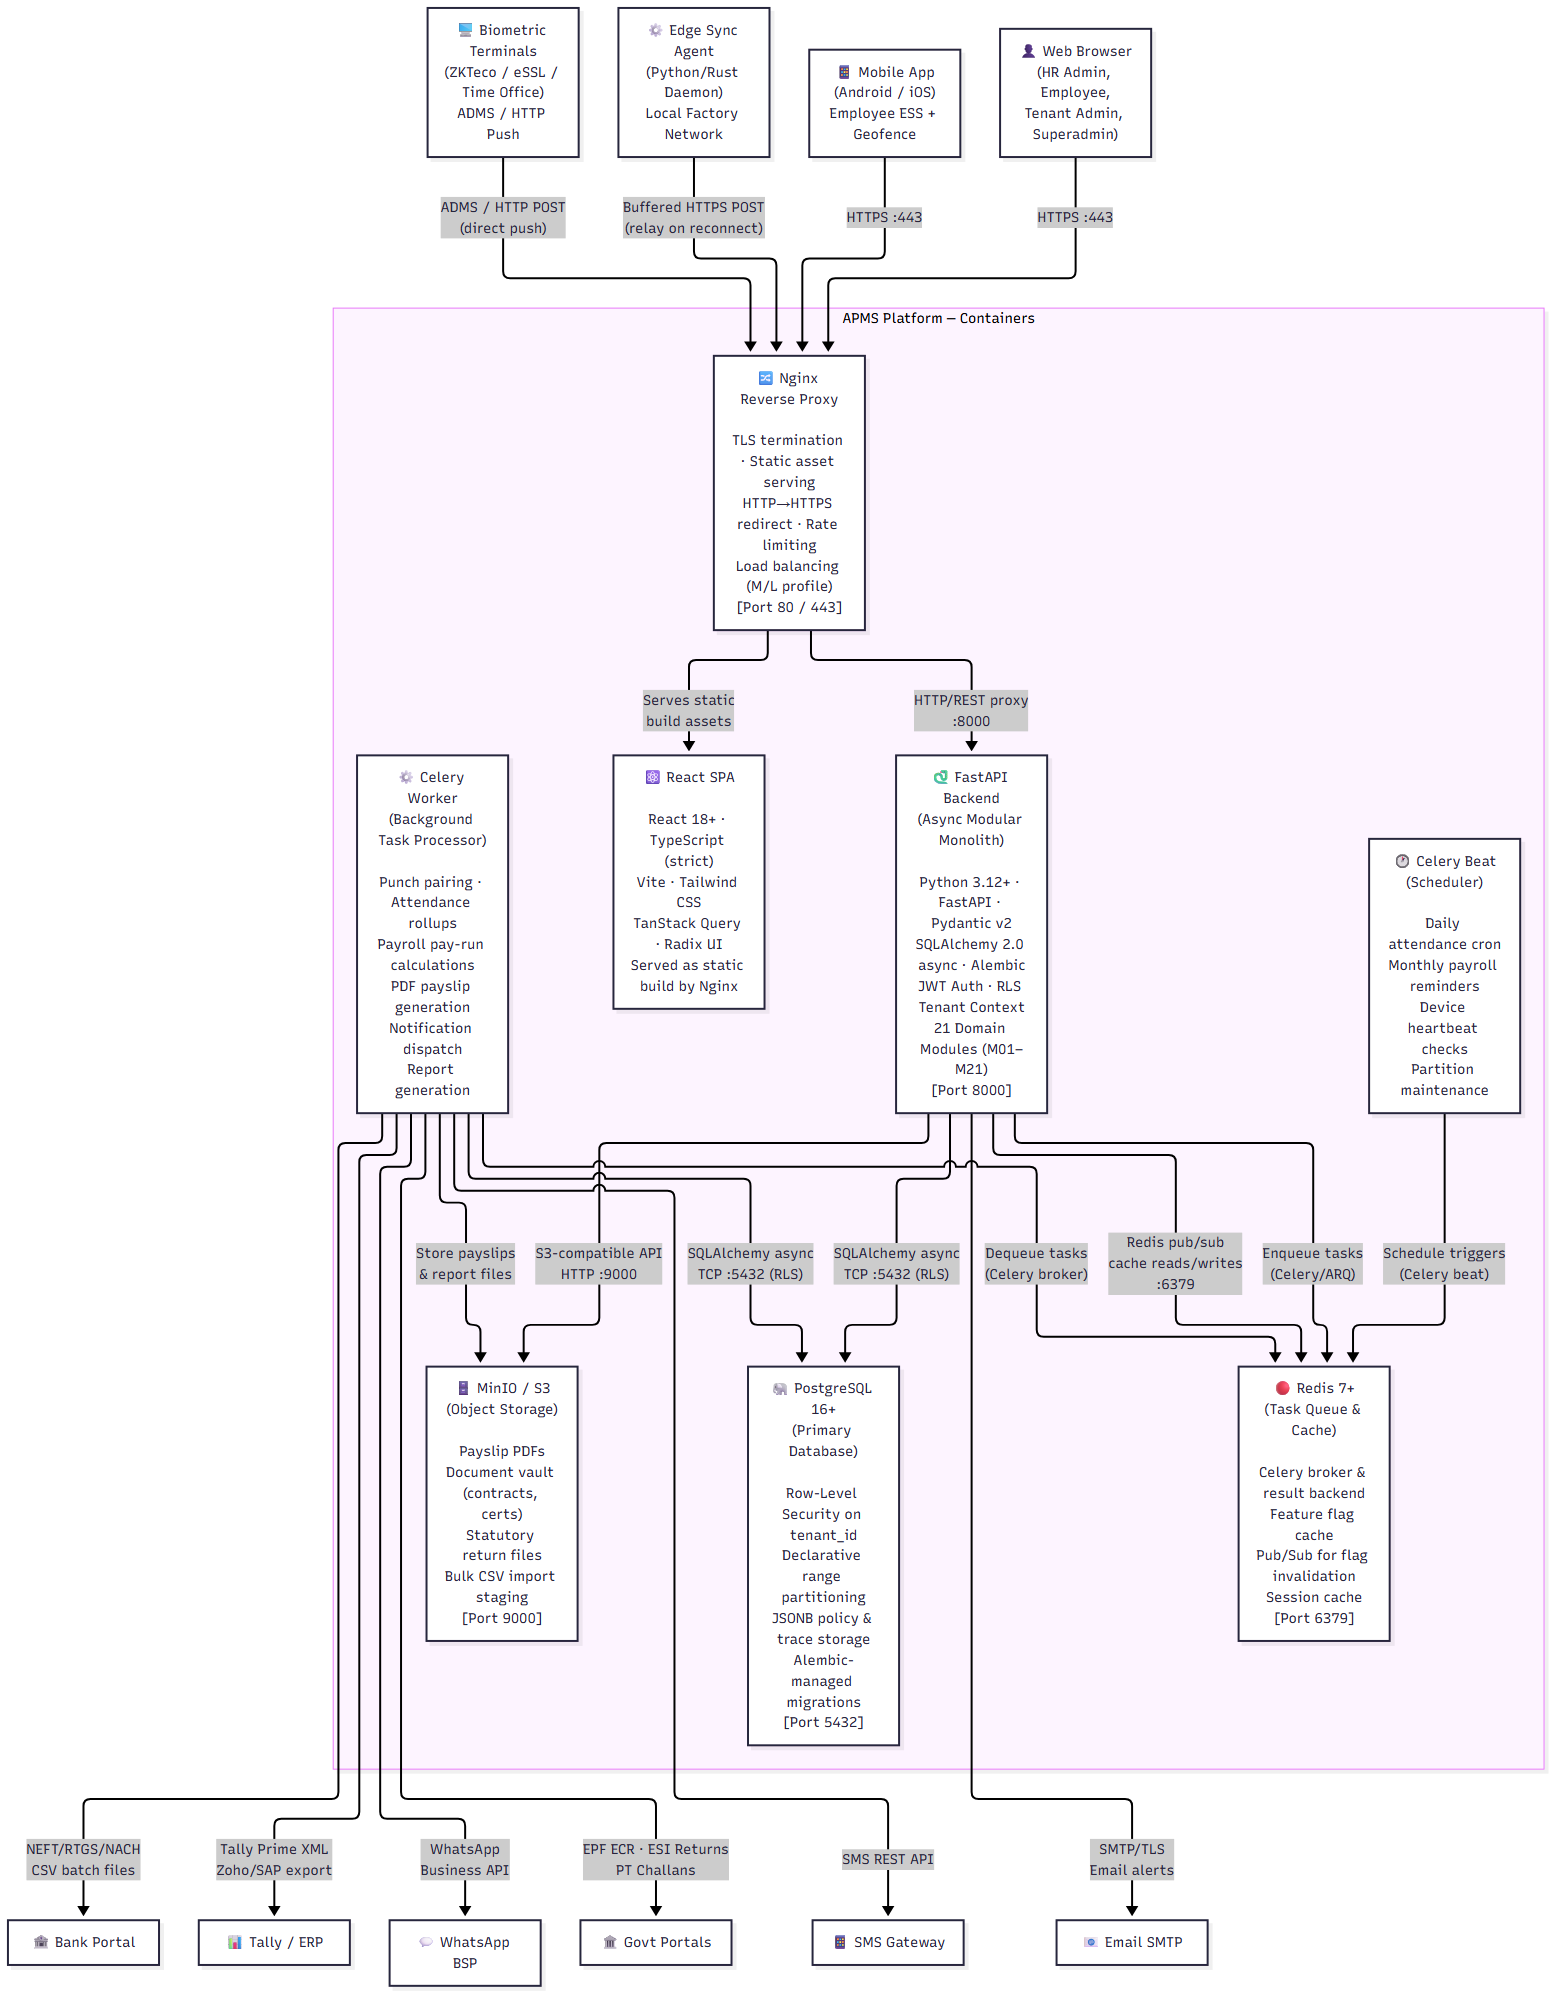 Biometric
Terminals
(ZKTeco / eSSL /
Time Office)
ADMS / HTTP
Push
Edge Sync
Agent
(Python/Rust
Daemon)
Local Factory
Network
Mobile App
(Android / iOS)
Employee ESS +
Geofence
Web Browser
(HR Admin,
Employee,
Tenant Admin,
Superadmin)
ADMS / HTTP POST
(direct push)
Buffered HTTPS POST
(relay on reconnect)
HTTPS :443
HTTPS :443
APMS Platform — Containers
Nginx
Reverse Proxy
TLS termination
· Static asset
serving
HTTP→HTTPS
redirect · Rate
limiting
Load balancing
(M/L profile)
[Port 80 / 443]
Serves static
build assets
HTTP/REST proxy
:8000
Celery
Worker
(Background
Task Processor)
Punch pairing ·
Attendance
rollups
Payroll pay-run
calculations
PDF payslip
generation
Notification
dispatch
Report
generation
React SPA
React 18+ ·
TypeScript
(strict)
Vite · Tailwind
CSS
TanStack Query
· Radix UI
Served as static
build by Nginx
FastAPI
Backend
(Async Modular
Monolith)
Python 3.12+ ·
FastAPI ·
Pydantic v2
SQLAlchemy 2.0
async · Alembic
JWT Auth · RLS
Tenant Context
21 Domain
Modules (M01–
M21)
[Port 8000]
Celery Beat
(Scheduler)
Daily
attendance cron
Monthly payroll
reminders
Device
heartbeat
checks
Partition
maintenance
Store payslips
& report files
S3-compatible API
HTTP :9000
SQLAlchemy async
TCP :5432 (RLS)
SQLAlchemy async
TCP :5432 (RLS)
Dequeue tasks
(Celery broker)
Redis pub/sub
cache reads/writes
:6379
Enqueue tasks
(Celery/ARQ)
Schedule triggers
(Celery beat)
MinIO / S3
(Object Storage)
Payslip PDFs
Document vault
(contracts,
certs)
Statutory
return files
Bulk CSV import
staging
[Port 9000]
PostgreSQL
16+
(Primary
Database)
Row-Level
Security on
tenant_id
Declarative
range
partitioning
JSONB policy &
trace storage
Alembic-
managed
migrations
[Port 5432]
Redis 7+
(Task Queue &
Cache)
Celery broker &
result backend
Feature flag
cache
Pub/Sub for flag
invalidation
Session cache
[Port 6379]
NEFT/RTGS/NACH
CSV batch files
Tally Prime XML
Zoho/SAP export
WhatsApp
Business API
EPF ECR · ESI Returns
PT Challans
SMS REST API
SMTP/TLS
Email alerts
Bank Portal
Tally / ERP
WhatsApp
BSP
Govt Portals
SMS Gateway
Email SMTP